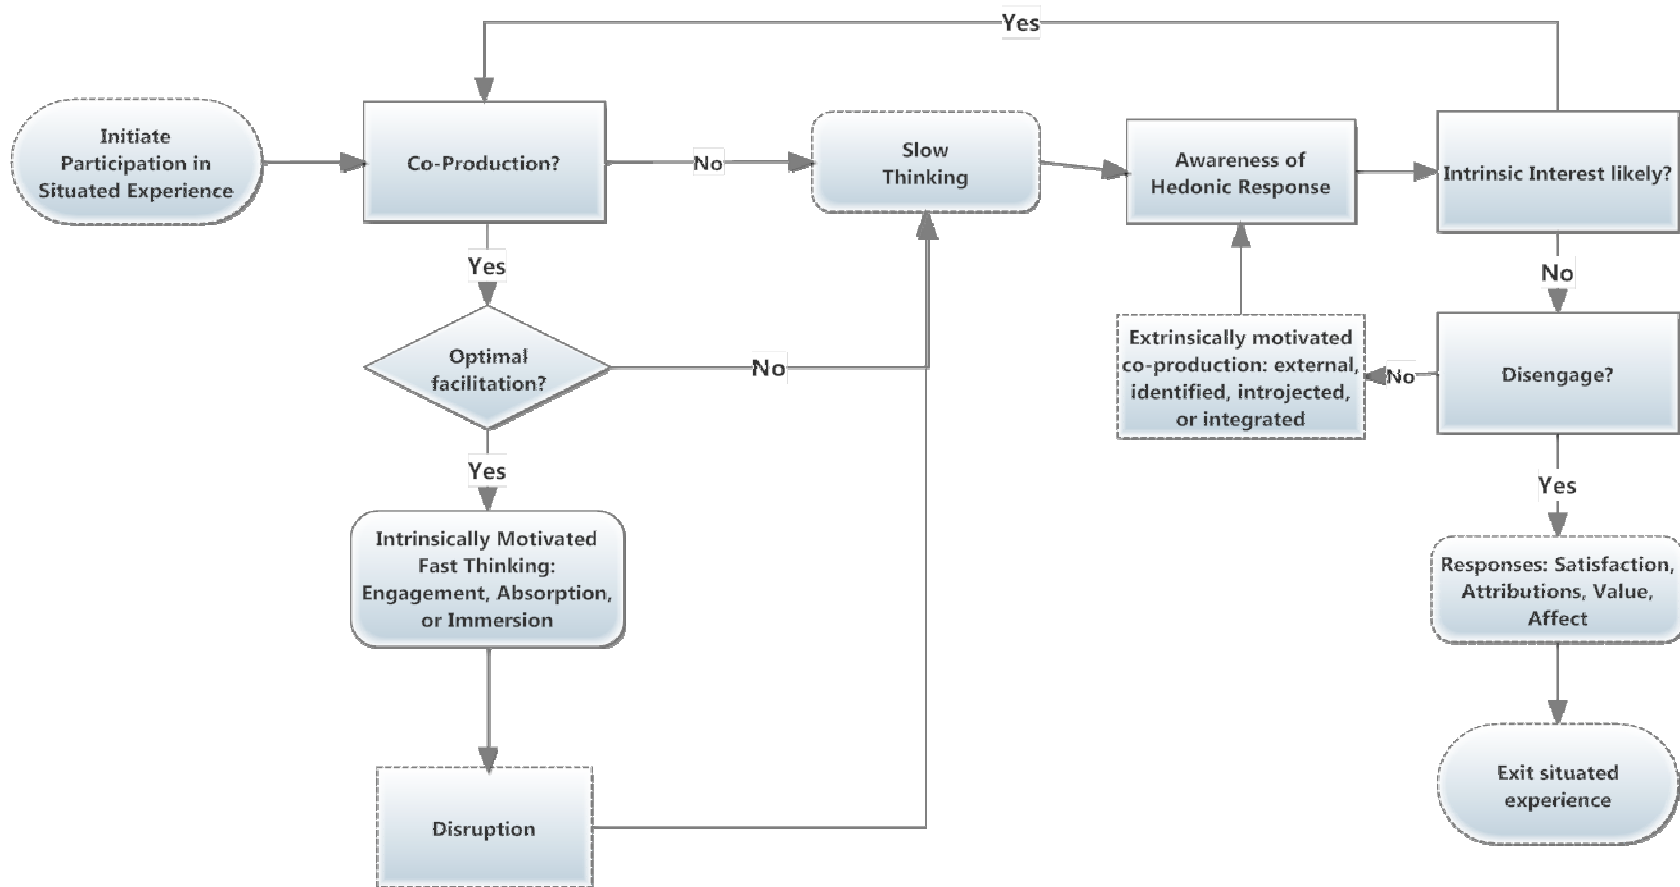 Yes
Initiate
Participation in
Situated Experience
Co-Production?
No
Slow
Thinking
Awareness of
Hedonic Response
Intrinsic Interest likely?
Yes
No
Optimal
facilitation?
No
Extrinsically motivated
co-production: external,
identified, introjected,
or integrated
No
Disengage?
Yes
Yes
Intrinsically Motivated
Fast Thinking:
Engagement, Absorption,
or Immersion
Responses: Satisfaction,
Attributions, Value,
Affect
Disruption
Exit situated
experience